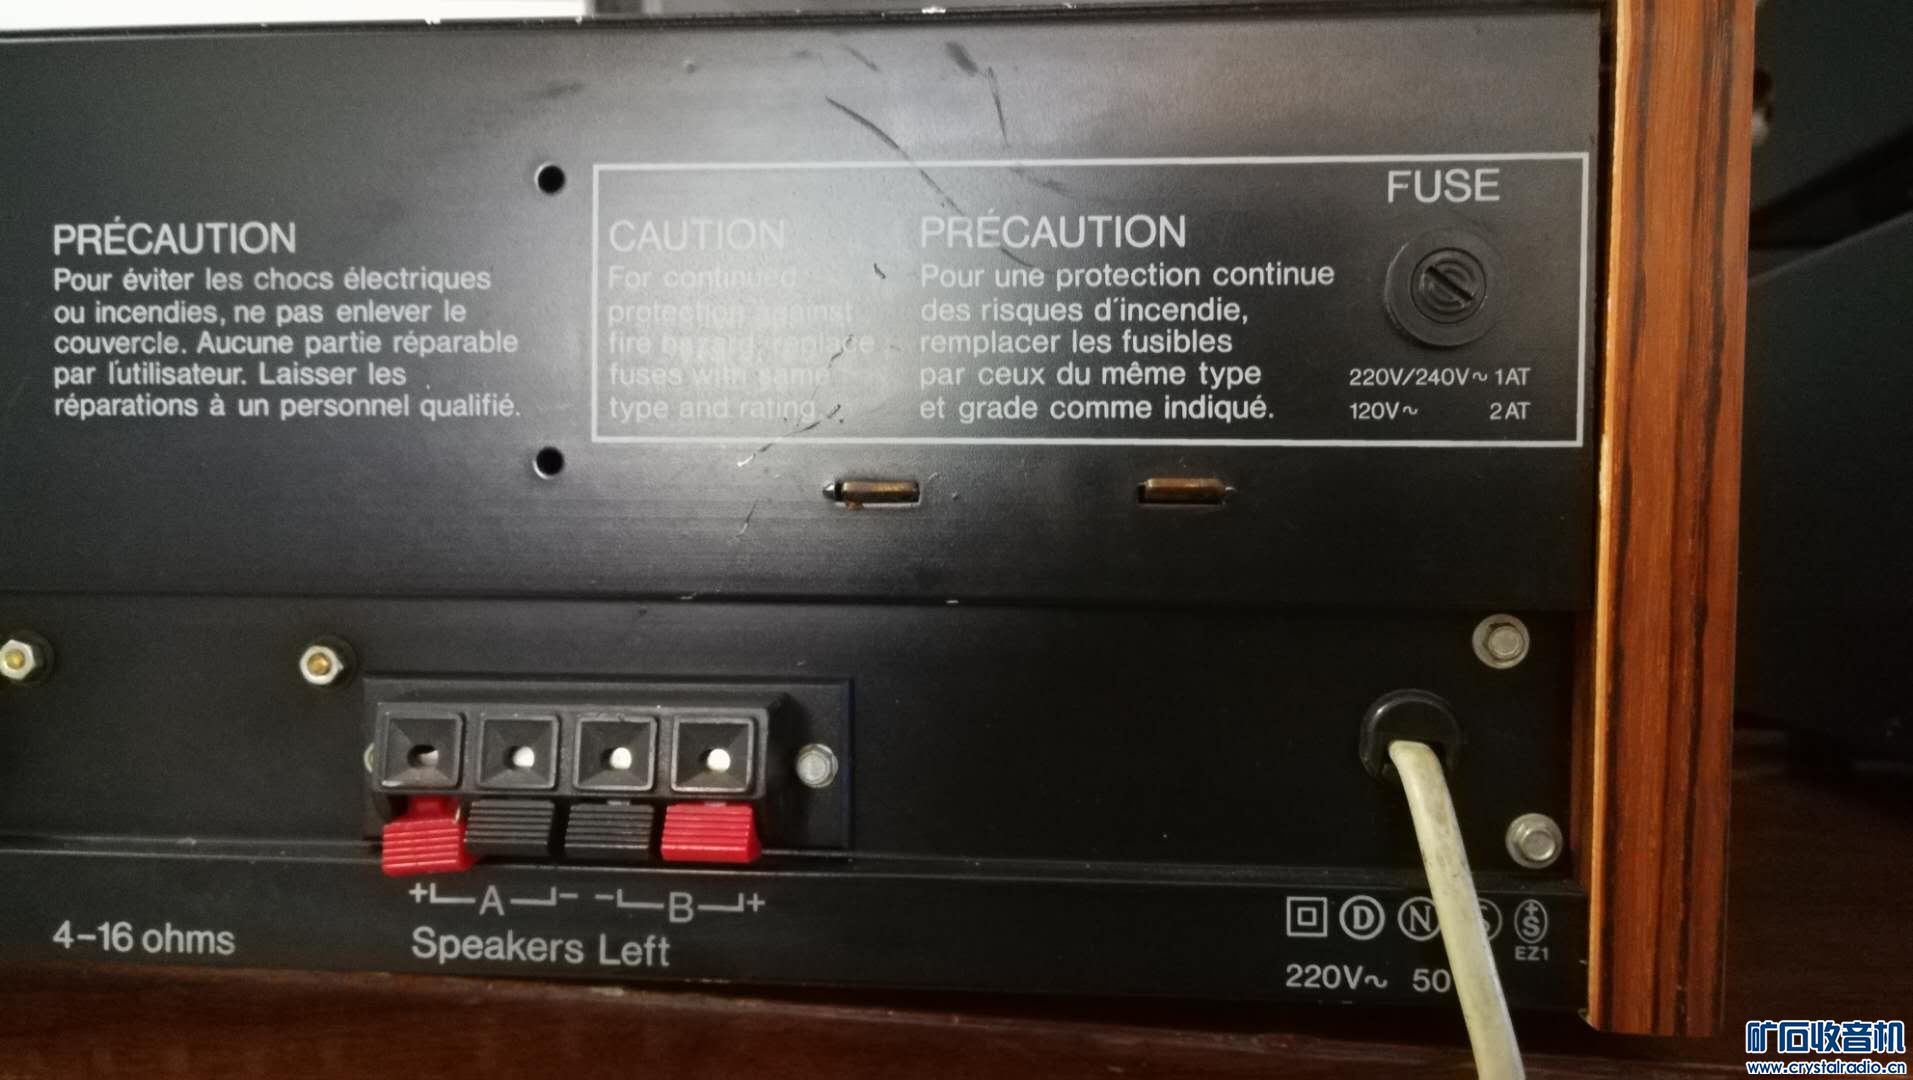 PRÉCAUTION
Pour éviter les chocs électriques
ou incendies, ne pas enlever le
couvercle. Aucune partie réparable
par l'utilisateur. Laisser les
réparations à un personnel qualifié.
CAUTION
For continued
protection against
fire hazard, replace
fuses with same
type and rating.
PRÉCAUTION
Pour une protection continue
des risques d'incendie,
remplacer les fusibles
par ceux du même type
et grade comme indiqué.
FUSE
220V/240V~ 1AT
120V~ 2AT
+ A - - B +
4-16 ohms
Speakers Left
D N S +S
EZ1
220V~ 50
矿石收音机
www.crystalradio.cn